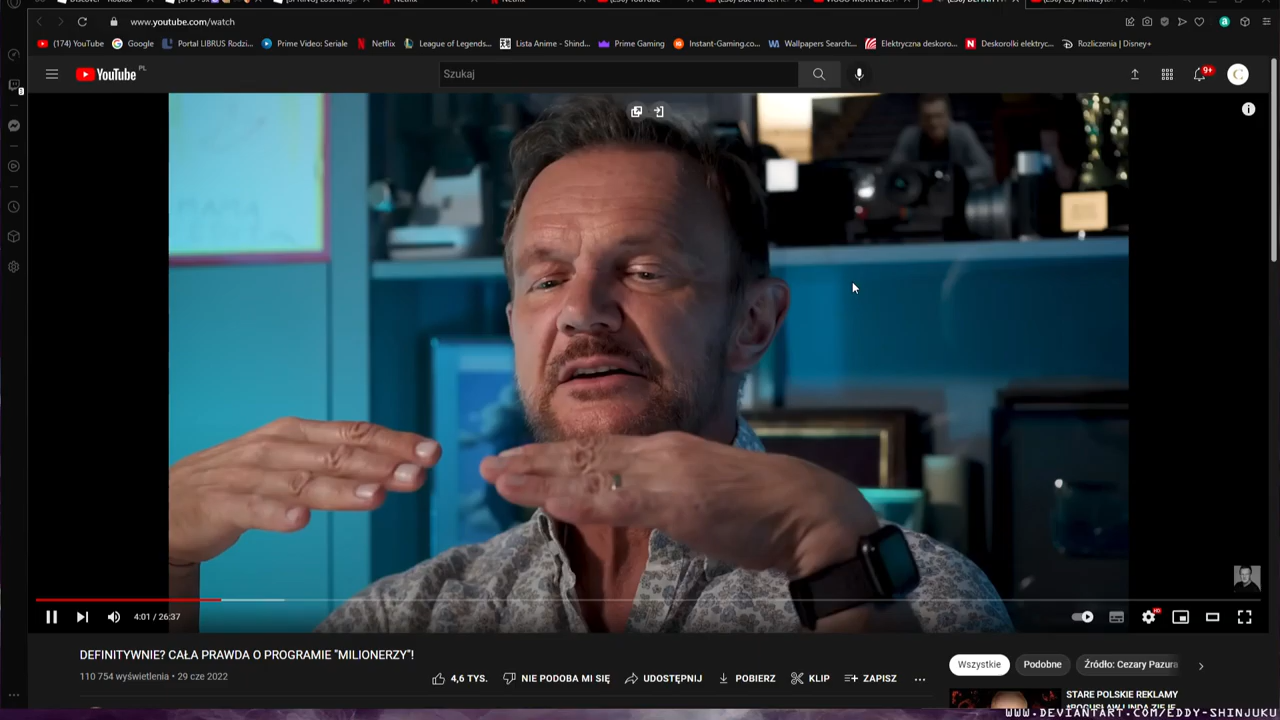 www.youtube.com/watch
(174) YouTube
Google
Portal LIBRUS Rodzi...
Prime Video: Seriale
Netflix
League of Legends...
Lista Anime - Shind...
Prime Gaming
Instant-Gaming.co...
Wallpapers Search:...
Elektryczna deskoro...
Deskorolki elektryc...
Rozliczenia | Disney+
YouTube PL
Szukaj
9+
C
4:01 / 26:37
HD
DEFINITYWNIE? CAŁA PRAWDA O PROGRAMIE "MILIONERZY"!
110 754 wyświetlenia • 29 cze 2022
4,6 TYS.
NIE PODOBA MI SIĘ
UDOSTĘPNIJ
POBIERZ
KLIP
ZAPISZ
Wszystkie
Podobne
Źródło: Cezary Pazura
STARE POLSKIE REKLAMY
WWW.DEVIANTART.COM/EDDY-SHINJUKU